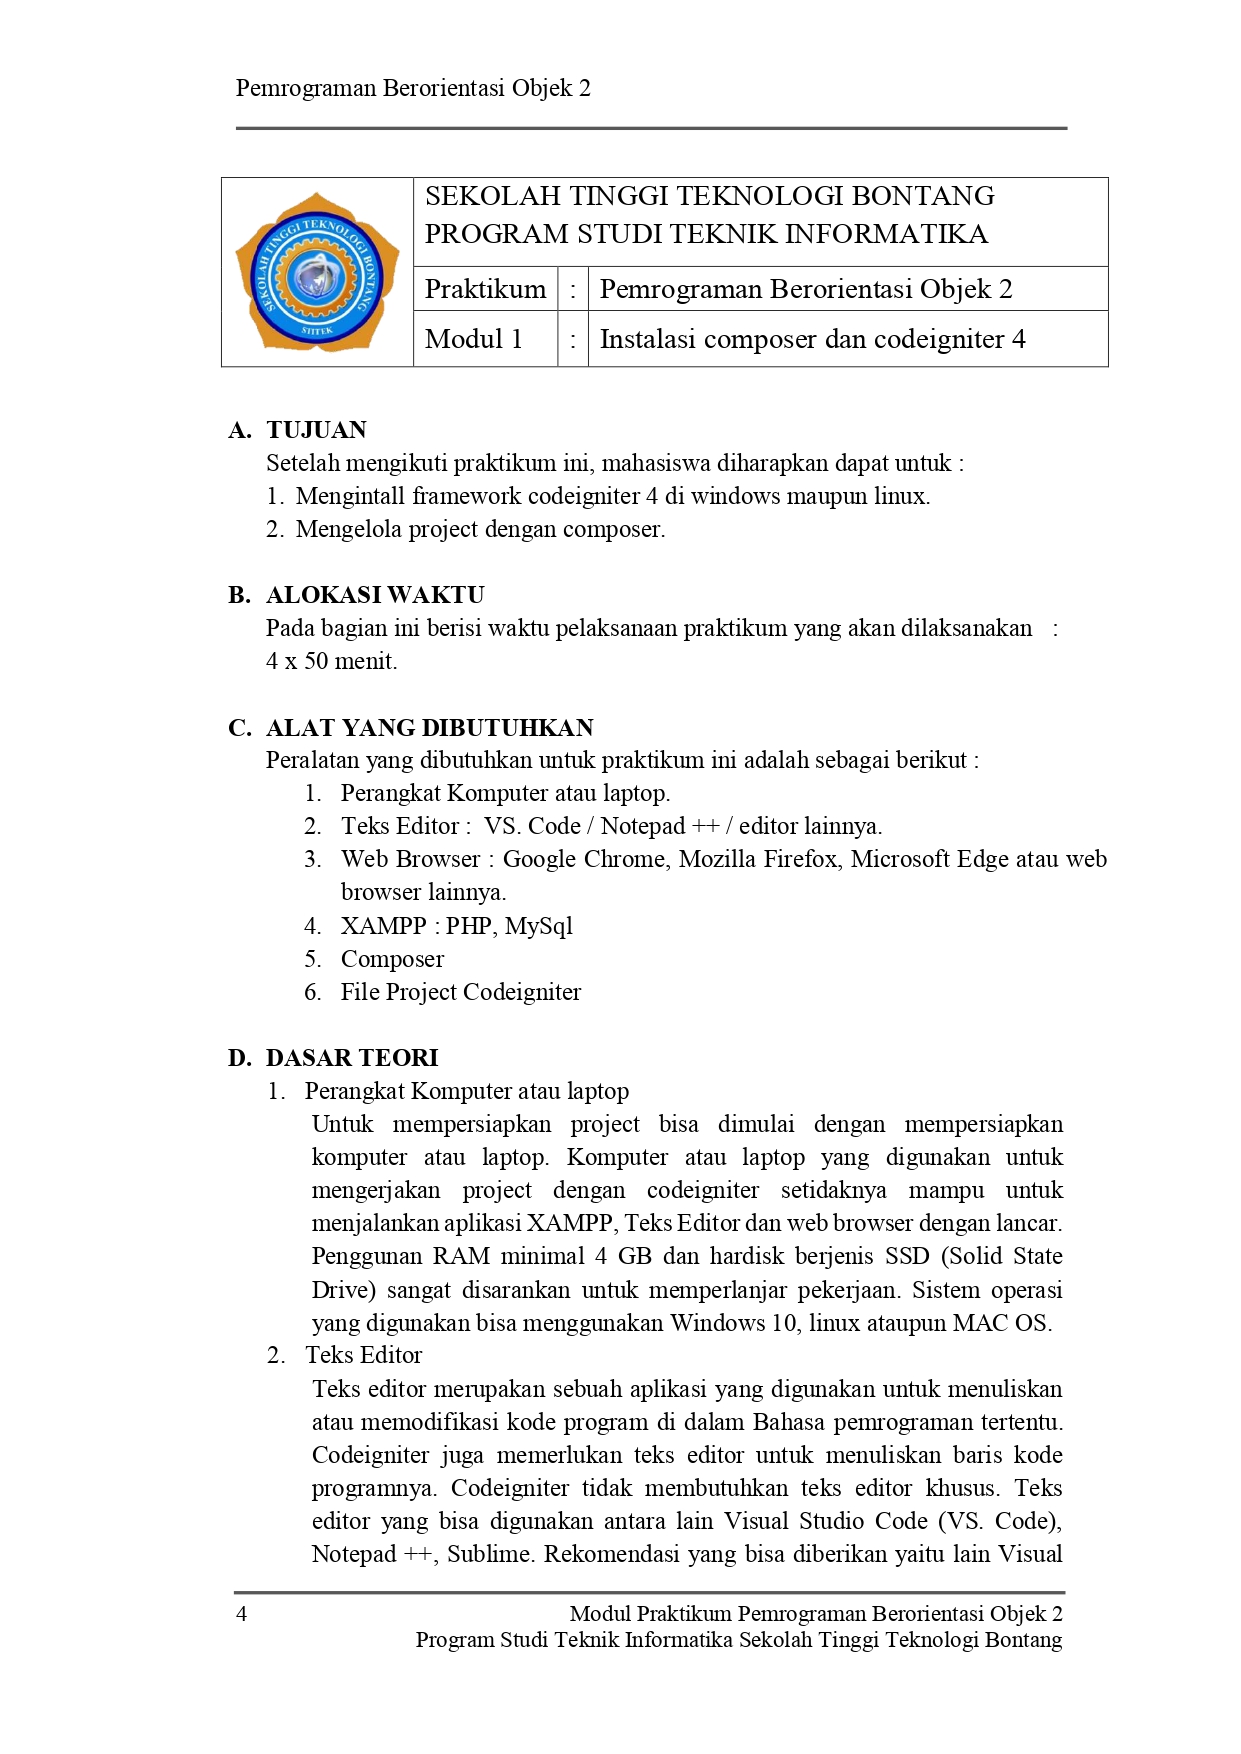 Pemrograman Berorientasi Objek 2
SEKOLAH TINGGI TEKNOLOGI BONTANG
STITEK
SEKOLAH TINGGI TEKNOLOGI BONTANG
PROGRAM STUDI TEKNIK INFORMATIKA
Praktikum : Pemrograman Berorientasi Objek 2
Modul 1 : Instalasi composer dan codeigniter 4
A. TUJUAN
Setelah mengikuti praktikum ini, mahasiswa diharapkan dapat untuk :
1. Mengintall framework codeigniter 4 di windows maupun linux.
2. Mengelola project dengan composer.
B. ALOKASI WAKTU
Pada bagian ini berisi waktu pelaksanaan praktikum yang akan dilaksanakan :
4 x 50 menit.
C. ALAT YANG DIBUTUHKAN
Peralatan yang dibutuhkan untuk praktikum ini adalah sebagai berikut :
1. Perangkat Komputer atau laptop.
2. Teks Editor : VS. Code / Notepad ++ / editor lainnya.
3. Web Browser : Google Chrome, Mozilla Firefox, Microsoft Edge atau web
browser lainnya.
4. XAMPP : PHP, MySql
5. Composer
6. File Project Codeigniter
D. DASAR TEORI
1. Perangkat Komputer atau laptop
Untuk mempersiapkan project bisa dimulai dengan mempersiapkan
komputer atau laptop. Komputer atau laptop yang digunakan untuk
mengerjakan project dengan codeigniter setidaknya mampu untuk
menjalankan aplikasi XAMPP, Teks Editor dan web browser dengan lancar.
Penggunan RAM minimal 4 GB dan hardisk berjenis SSD (Solid State
Drive) sangat disarankan untuk memperlanjar pekerjaan. Sistem operasi
yang digunakan bisa menggunakan Windows 10, linux ataupun MAC OS.
2. Teks Editor
Teks editor merupakan sebuah aplikasi yang digunakan untuk menuliskan
atau memodifikasi kode program di dalam Bahasa pemrograman tertentu.
Codeigniter juga memerlukan teks editor untuk menuliskan baris kode
programnya. Codeigniter tidak membutuhkan teks editor khusus. Teks
editor yang bisa digunakan antara lain Visual Studio Code (VS. Code),
Notepad ++, Sublime. Rekomendasi yang bisa diberikan yaitu lain Visual
4 Modul Praktikum Pemrograman Berorientasi Objek 2
Program Studi Teknik Informatika Sekolah Tinggi Teknologi Bontang